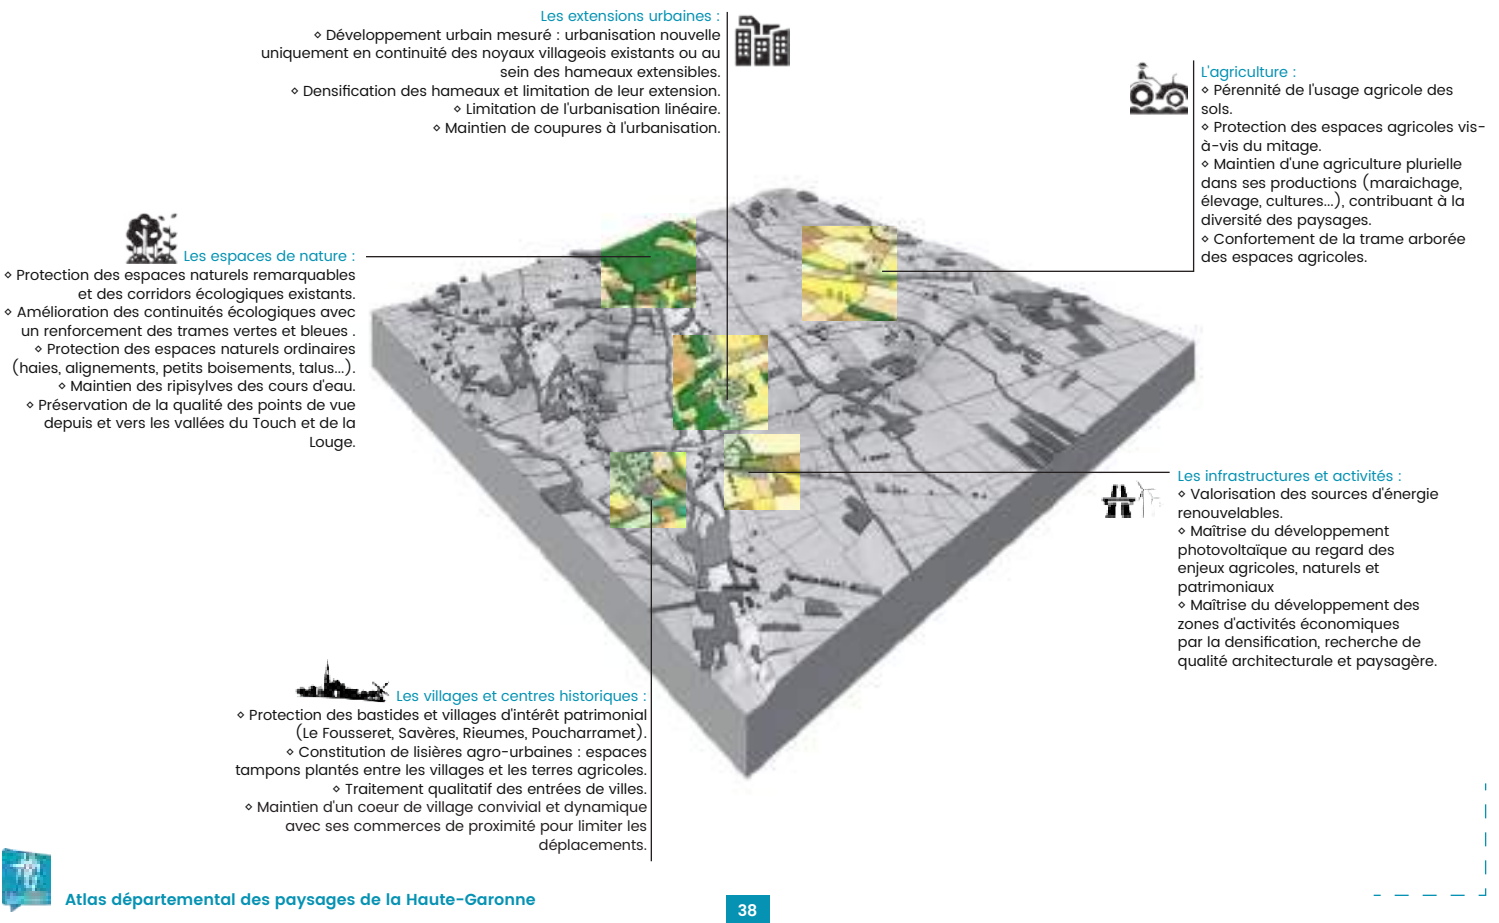 Les extensions urbaines :
⋄ Développement urbain mesuré : urbanisation nouvelle
uniquement en continuité des noyaux villageois existants ou au
sein des hameaux extensibles.
⋄ Densification des hameaux et limitation de leur extension.
⋄ Limitation de l'urbanisation linéaire.
⋄ Maintien de coupures à l'urbanisation.
L'agriculture :
⋄ Pérennité de l'usage agricole des
sols.
⋄ Protection des espaces agricoles vis-
à-vis du mitage.
⋄ Maintien d'une agriculture plurielle
dans ses productions (maraichage,
élevage, cultures...), contribuant à la
diversité des paysages.
⋄ Confortement de la trame arborée
des espaces agricoles.
Les espaces de nature :
⋄ Protection des espaces naturels remarquables
et des corridors écologiques existants.
⋄ Amélioration des continuités écologiques avec
un renforcement des trames vertes et bleues .
⋄ Protection des espaces naturels ordinaires
(haies, alignements, petits boisements, talus...).
⋄ Maintien des ripisylves des cours d'eau.
⋄ Préservation de la qualité des points de vue
depuis et vers les vallées du Touch et de la
Louge.
Les infrastructures et activités :
⋄ Valorisation des sources d'énergie
renouvelables.
⋄ Maîtrise du développement
photovoltaïque au regard des
enjeux agricoles, naturels et
patrimoniaux
⋄ Maîtrise du développement des
zones d'activités économiques
par la densification, recherche de
qualité architecturale et paysagère.
Les villages et centres historiques :
⋄ Protection des bastides et villages d'intérêt patrimonial
(Le Fousseret, Savères, Rieumes, Poucharramet).
⋄ Constitution de lisières agro-urbaines : espaces
tampons plantés entre les villages et les terres agricoles.
⋄ Traitement qualitatif des entrées de villes.
⋄ Maintien d'un coeur de village convivial et dynamique
avec ses commerces de proximité pour limiter les
déplacements.
Atlas départemental des paysages de la Haute-Garonne
38